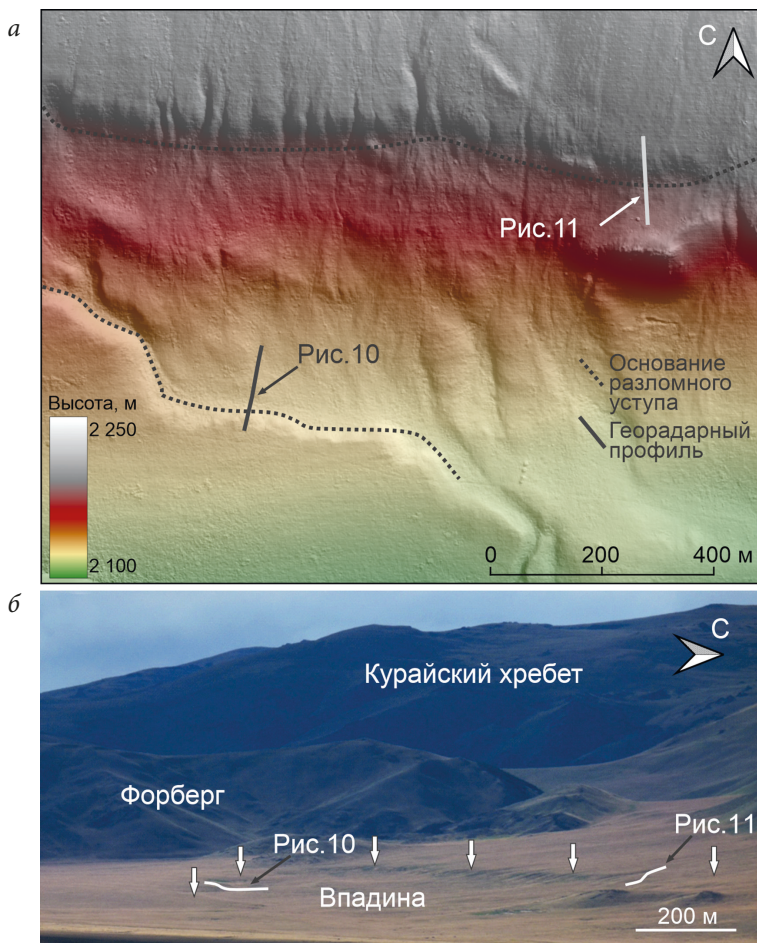 а
С
Рис.11
Рис.10
Основание
разломного
уступа
Георадарный
профиль
Высота, м
2 250
2 100
0 200 400 м
б
С
Курайский хребет
Форберг
Рис.10
Рис.11
Впадина
200 м